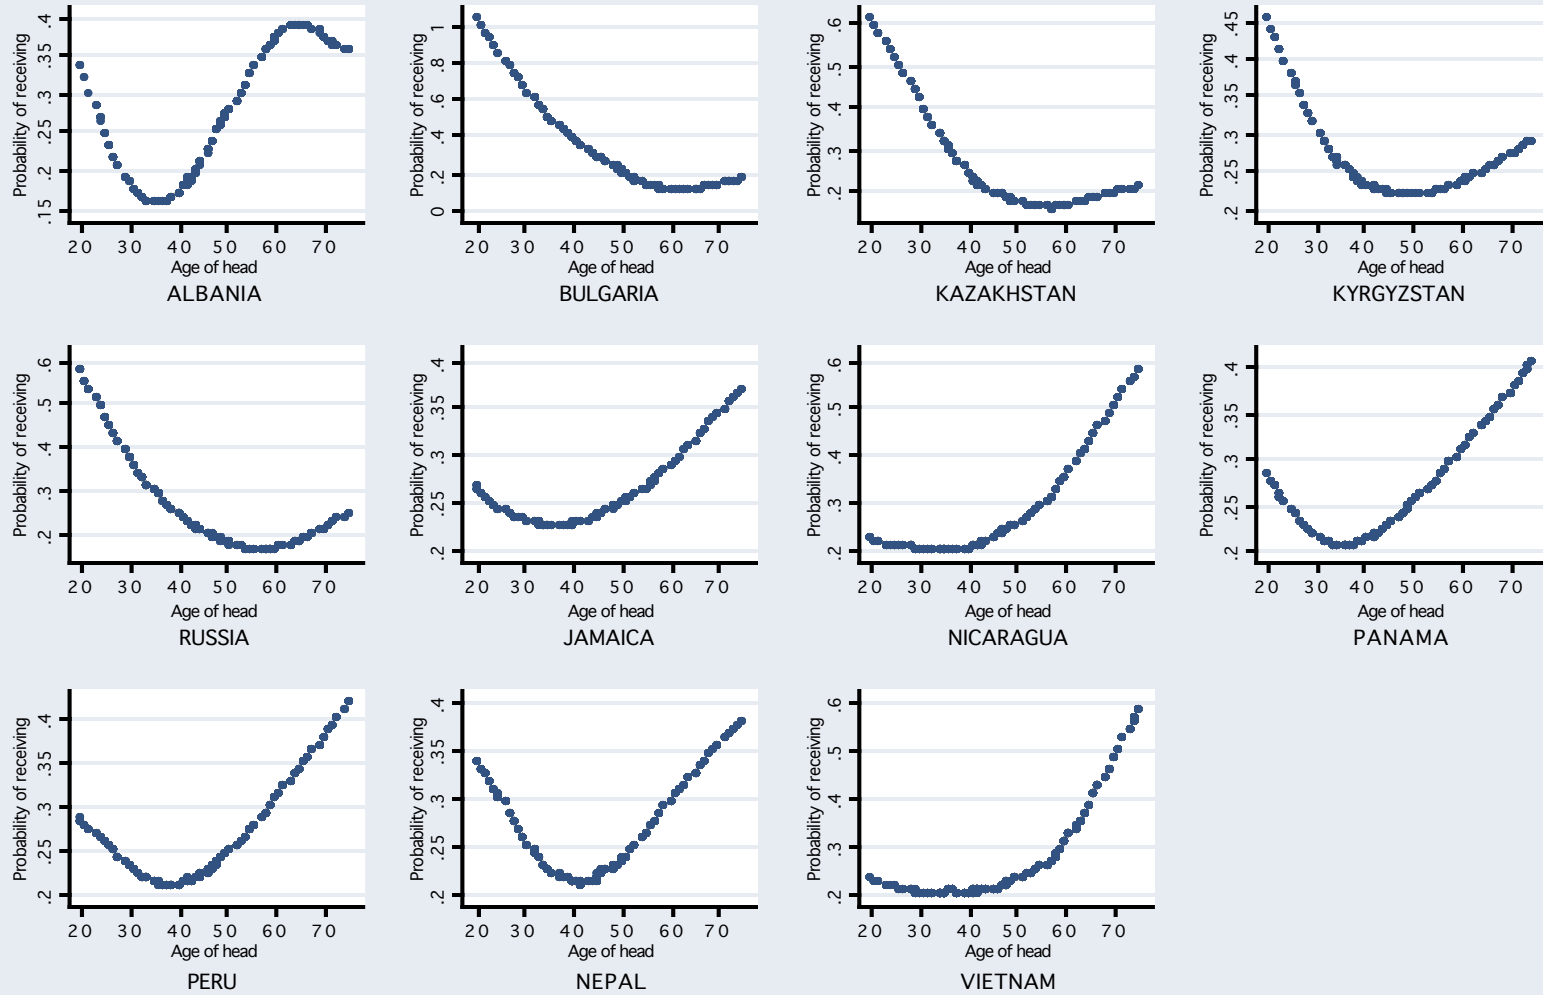 Probability of receiving
.15 .2 .25 .3 .35 .4
20 30 40 50 60 70
Age of head
ALBANIA
Probability of receiving
0 .2 .4 .6 .8 1
20 30 40 50 60 70
Age of head
BULGARIA
Probability of receiving
.2 .3 .4 .5 .6
20 30 40 50 60 70
Age of head
KAZAKHSTAN
Probability of receiving
.2 .25 .3 .35 .4 .45
20 30 40 50 60 70
Age of head
KYRGYZSTAN
Probability of receiving
.2 .3 .4 .5 .6
20 30 40 50 60 70
Age of head
RUSSIA
Probability of receiving
.2 .25 .3 .35 .4
20 30 40 50 60 70
Age of head
JAMAICA
Probability of receiving
.2 .3 .4 .5 .6
20 30 40 50 60 70
Age of head
NICARAGUA
Probability of receiving
.2 .25 .3 .35 .4
20 30 40 50 60 70
Age of head
PANAMA
Probability of receiving
.2 .25 .3 .35 .4
20 30 40 50 60 70
Age of head
PERU
Probability of receiving
.2 .25 .3 .35 .4
20 30 40 50 60 70
Age of head
NEPAL
Probability of receiving
.2 .3 .4 .5 .6
20 30 40 50 60 70
Age of head
VIETNAM